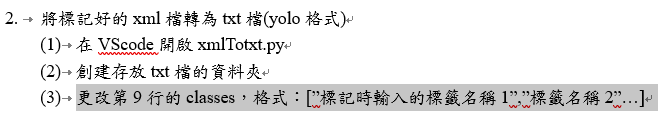 2. 將標記好的 xml 檔轉為 txt 檔(yolo 格式)
(1) 在 VScode 開啟 xmlTotxt.py
(2) 創建存放 txt 檔的資料夾
(3) 更改第 9 行的 classes，格式：[”標記時輸入的標籤名稱 1”,”標籤名稱 2”…]